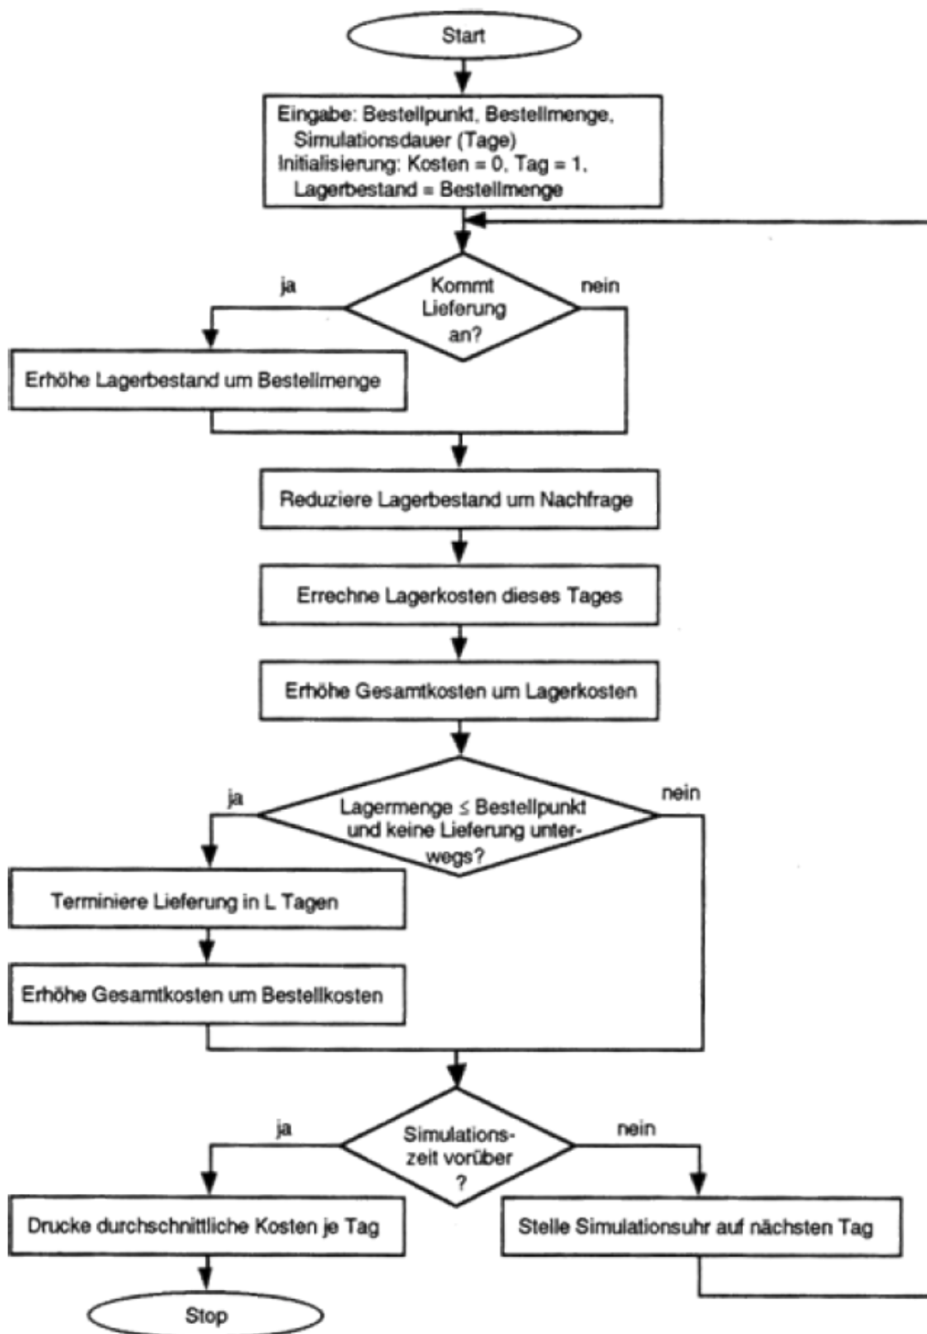 Start
Eingabe: Bestellpunkt, Bestellmenge,
Simulationsdauer (Tage)
Initialisierung: Kosten = 0, Tag = 1,
Lagerbestand = Bestellmenge
Kommt
Lieferung
an?
ja
nein
Erhöhe Lagerbestand um Bestellmenge
Reduziere Lagerbestand um Nachfrage
Errechne Lagerkosten dieses Tages
Erhöhe Gesamtkosten um Lagerkosten
Lagermenge ≤ Bestellpunkt
und keine Lieferung unter-
wegs?
ja
nein
Terminiere Lieferung in L Tagen
Erhöhe Gesamtkosten um Bestellkosten
Simulations-
zeit vorüber
?
ja
nein
Drucke durchschnittliche Kosten je Tag
Stelle Simulationsuhr auf nächsten Tag
Stop